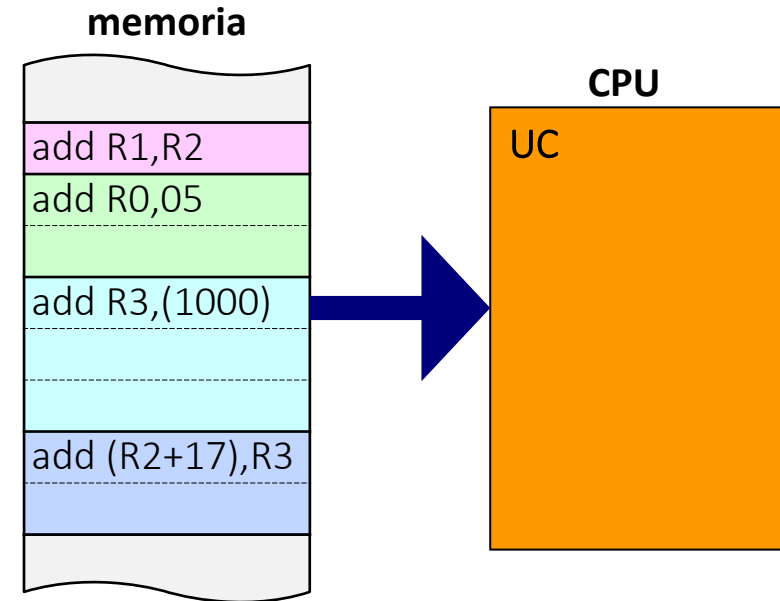 memoria
CPU
UC
add R1,R2
add R0,05
add R3,(1000)
add (R2+17),R3